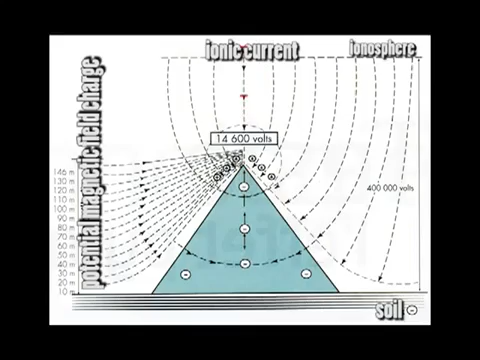 ionic current
ionosphere
potential magnetic field charge
14 600 volts
146 m
130 m
120 m
110 m
100 m
90 m
80 m
70 m
60 m
50 m
40 m
30 m
20 m
10 m
400 000 volts
soil